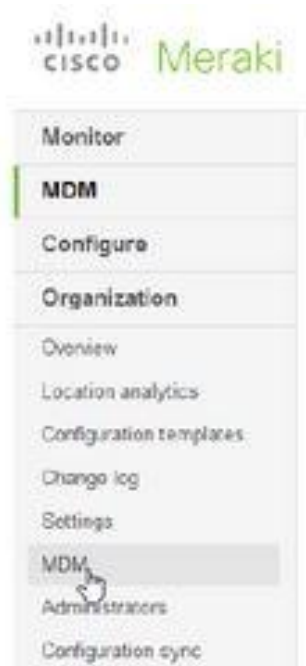 CISCO Meraki
Monitor
MDM
Configure
Organization
Overview
Location analytics
Configuration templates
Change log
Settings
MDM
Administrators
Configuration sync